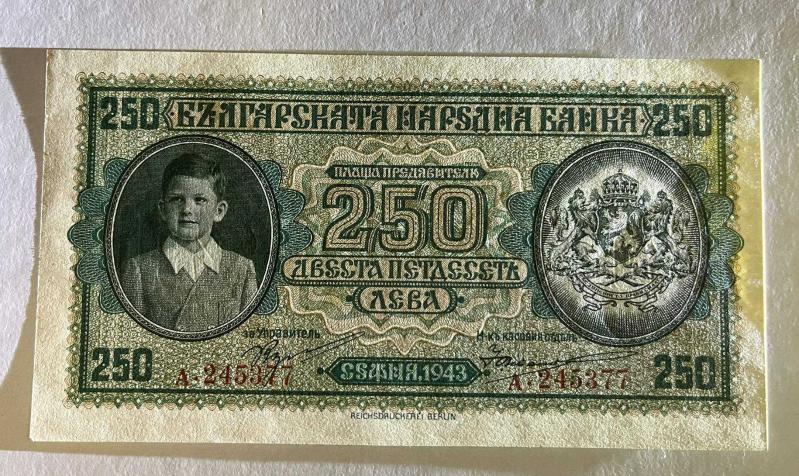 250 БЪЛГАРСКАТА НАРОДНА БАНКА 250
ПЛАЩА ПРЕДЯВИТЕЛЮ
250
ДВЕСТА ПЕТДЕСЕТЬ
ЛЕВА
за Управитель
Н-къ касовия отдѣлъ
250 А·245377 СОФИЯ, 1943 А·245377 250
REICHSDRUCKEREI BERLIN